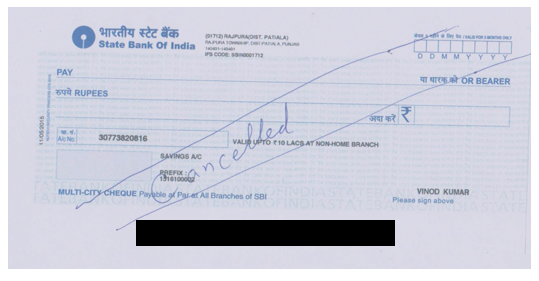 भारतीय स्टेट बैंक
State Bank Of India
(01712) RAJPURA(DIST. PATIALA)
RAJPURA TOWNSHIP, DIST PATIALA, PUNJAB
140401-140401
IFS CODE: SBIN0001712
VALID FOR 3 MONTHS ONLY
D D M M Y Y Y Y
PAY
या धारक को OR BEARER
रुपये RUPEES
अदा करें ₹
11/05/2015
खा. सं.
A/c No.
30773820816
VALID UPTO ₹ 10 LACS AT NON-HOME BRANCH
Cancelled
SAVINGS A/C
PREFIX :
1318100002
MULTI-CITY CHEQUE Payable at Par at All Branches of SBI
VINOD KUMAR
Please sign above